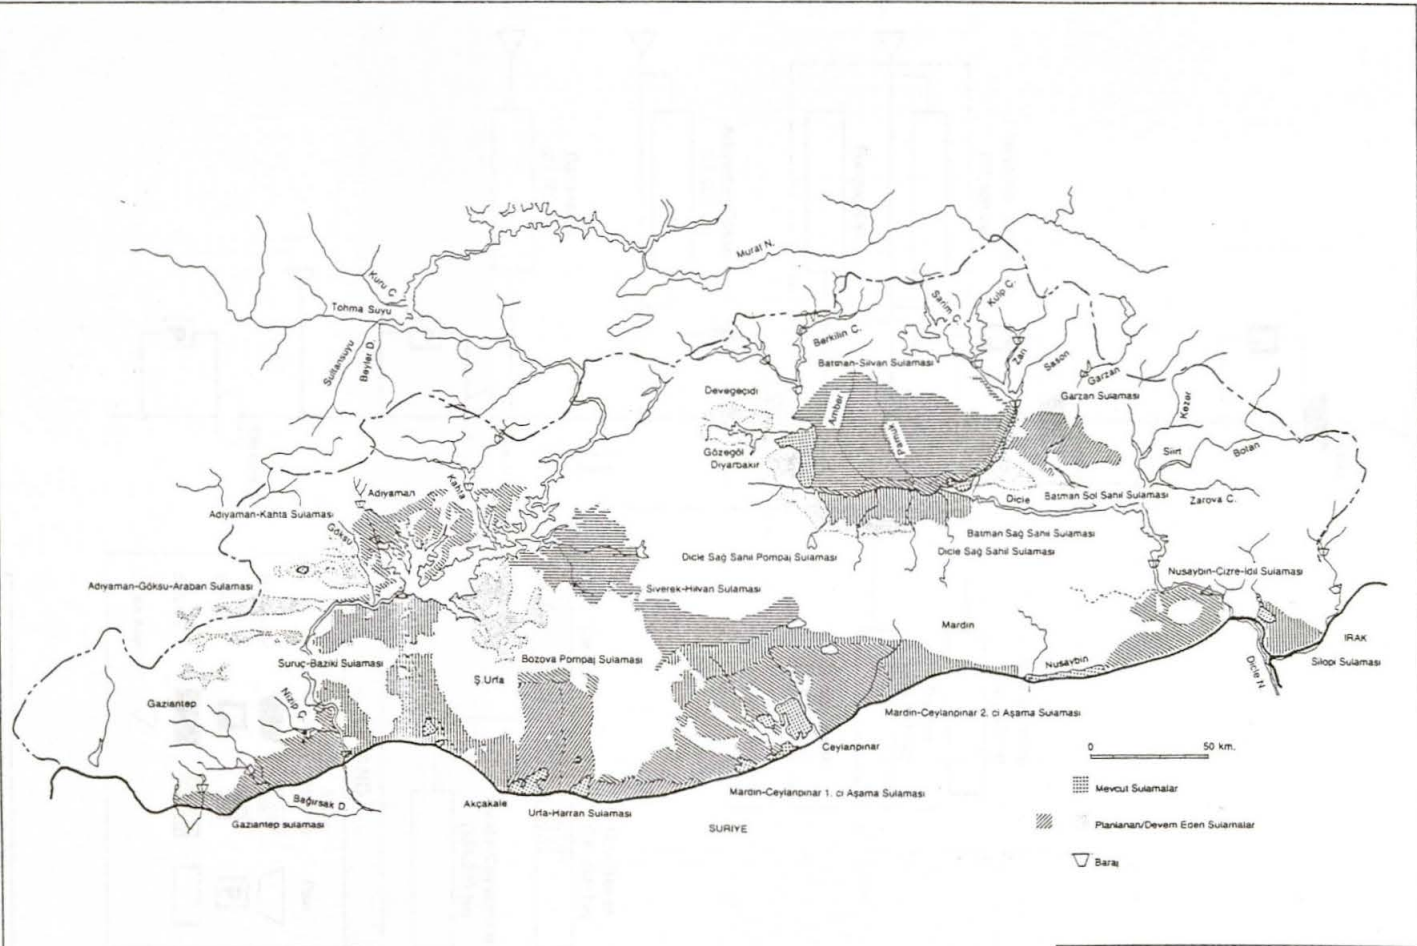 Murat N.
Kuru Ç.
Tohma Suyu
Sultansuyu
Beylar D.
Berkilin Ç.
Sarım Ç.
Kulp Ç.
Batman-Silvan Sulaması
Zarı
Sason
Garzan
Garzan Sulaması
Devegeçidi
Ambar
Pamuk
Kezer
Gözegöl
Diyarbakır
Siirt
Botan
Kahta
Adıyaman
Dicle
Batman Sol Sahil Sulaması
Zarova Ç.
Adıyaman-Kahta Sulaması
Göksu
Batman Sağ Sahil Sulaması
Dicle Sağ Sahil Pompaj Sulaması
Dicle Sağ Sahil Sulaması
Nusaybin-Cizre-İdil Sulaması
Adıyaman-Göksu-Araban Sulaması
Siverek-Hilvan Sulaması
Mardin
IRAK
Suruç-Baziki Sulaması
Bozova Pompaj Sulaması
Nusaybin
Silopi Sulaması
Ş.Urfa
Dicle N.
Gaziantep
Nizip Ç.
Mardin-Ceylanpınar 2. ci Aşama Sulaması
Ceylanpınar
0 50 km.
Mevcut Sulamalar
Mardin-Ceylanpınar 1. ci Aşama Sulaması
Bağırsak D.
Akçakale
Urfa-Harran Sulaması
Gaziantep sulaması
SURİYE
Planlanan/Devem Eden Sulamalar
Baraj